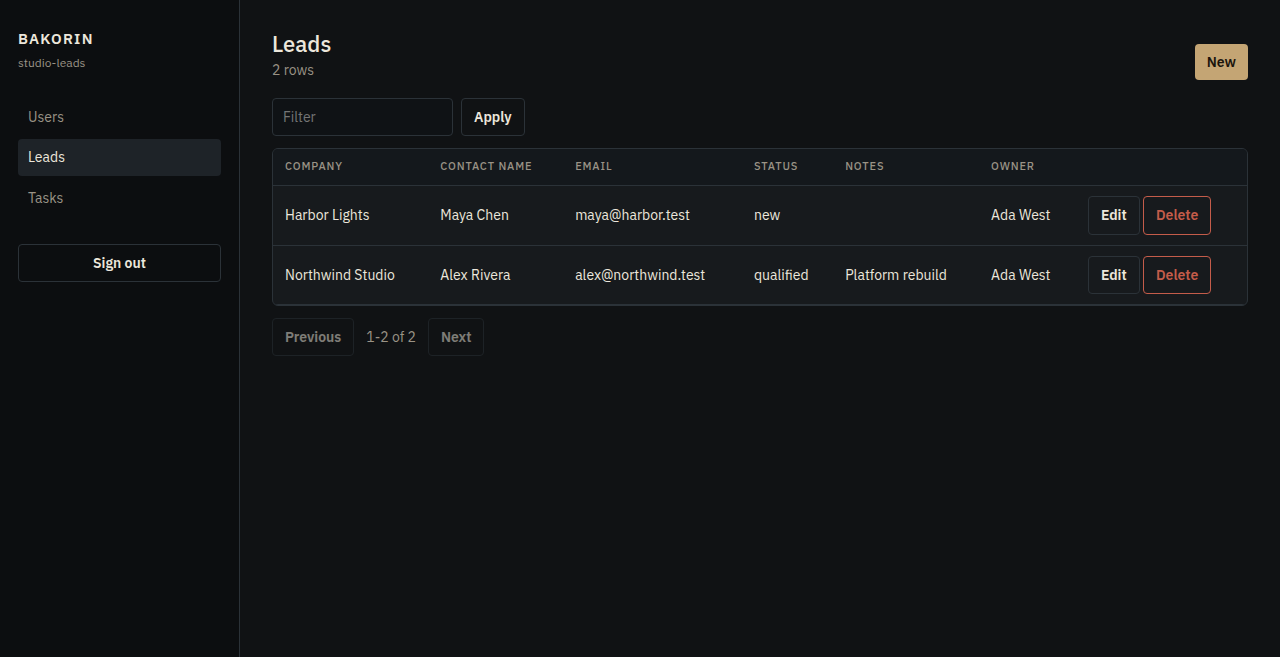 BAKORIN
studio-leads
Users
Leads
Tasks
Sign out
Leads
2 rows
New
Filter
Apply
COMPANY CONTACT NAME EMAIL STATUS NOTES OWNER
Harbor Lights Maya Chen maya@harbor.test new Ada West Edit Delete
Northwind Studio Alex Rivera alex@northwind.test qualified Platform rebuild Ada West Edit Delete
Previous 1-2 of 2 Next